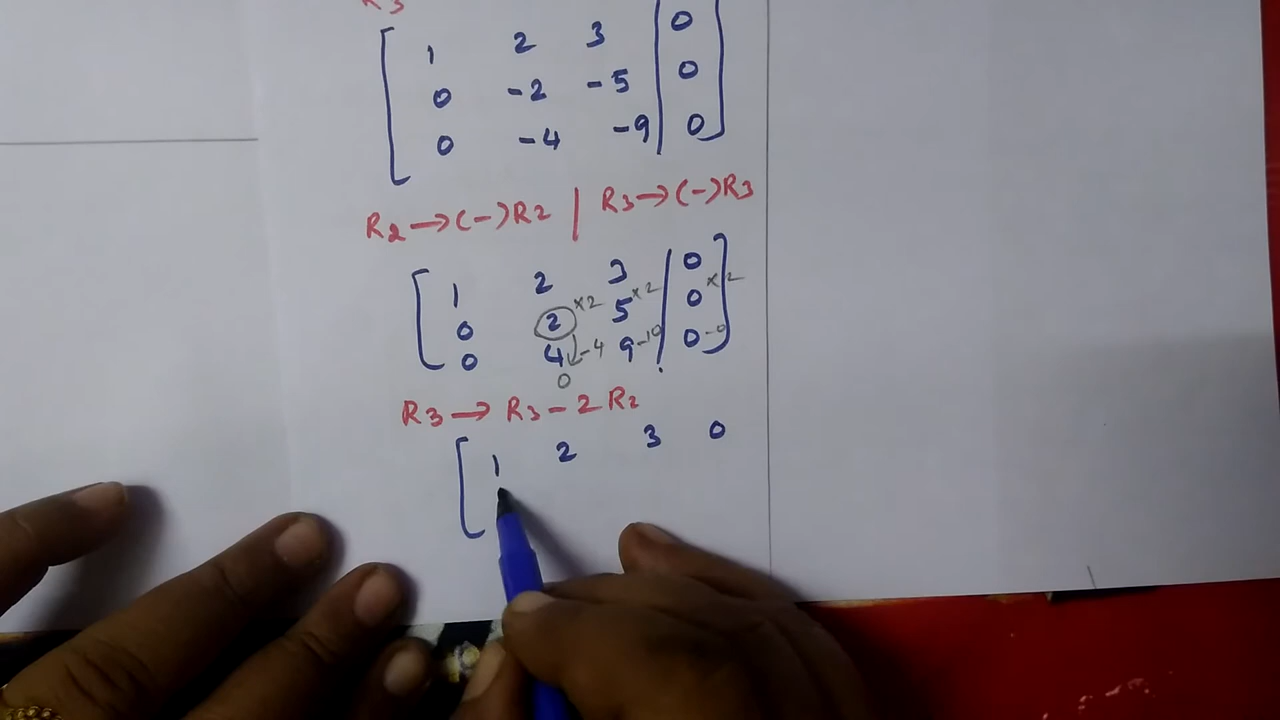 R3
1 2 3 | 0
0 -2 -5 | 0
0 -4 -9 | 0
R2 → (-)R2 | R3 → (-)R3
1 2 3 | 0
0 2 ×2 5 ×2 | 0 ×2
0 4 -4 9 -10 | 0 -0
0
R3 → R3 - 2 R2
1 2 3 0